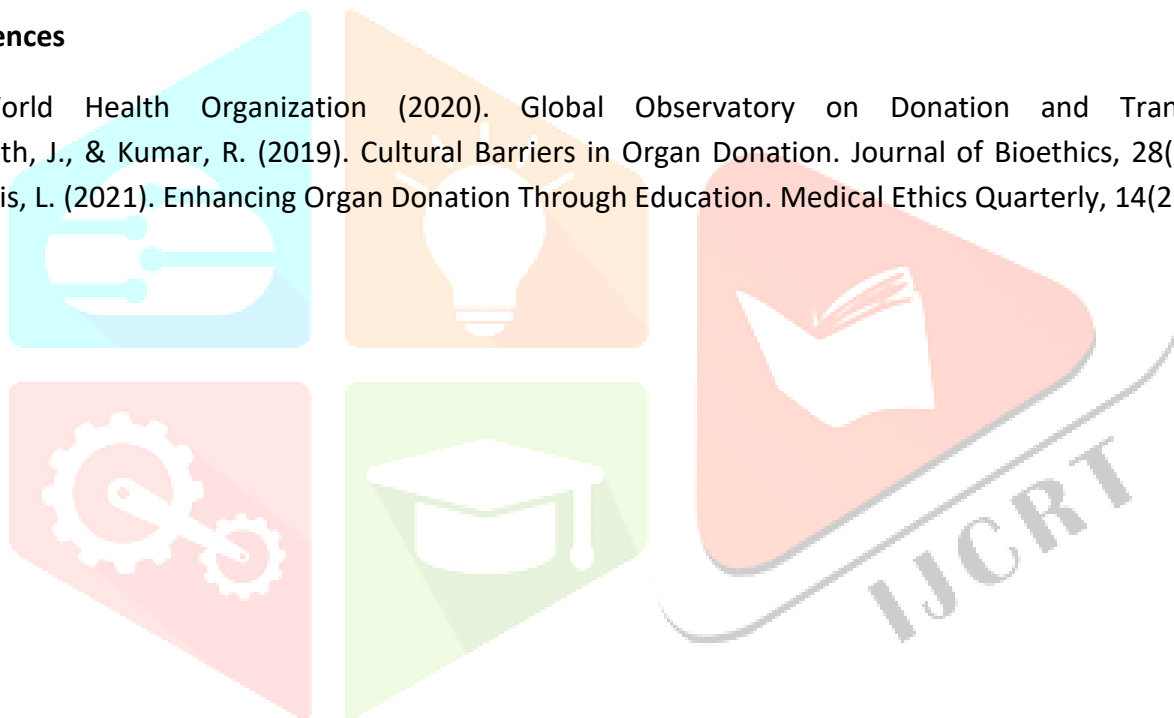 ences
World Health Organization (2020). Global Observatory on Donation and Tran
th, J., & Kumar, R. (2019). Cultural Barriers in Organ Donation. Journal of Bioethics, 28(
is, L. (2021). Enhancing Organ Donation Through Education. Medical Ethics Quarterly, 14(2
IJCRT